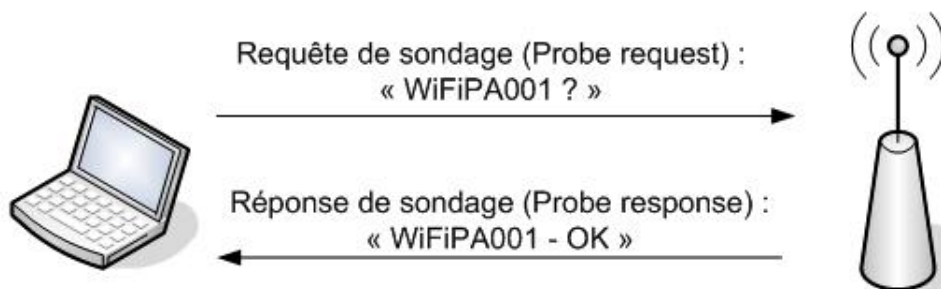 Requête de sondage (Probe request) :
« WiFiPA001 ? »
Réponse de sondage (Probe response) :
« WiFiPA001 - OK »